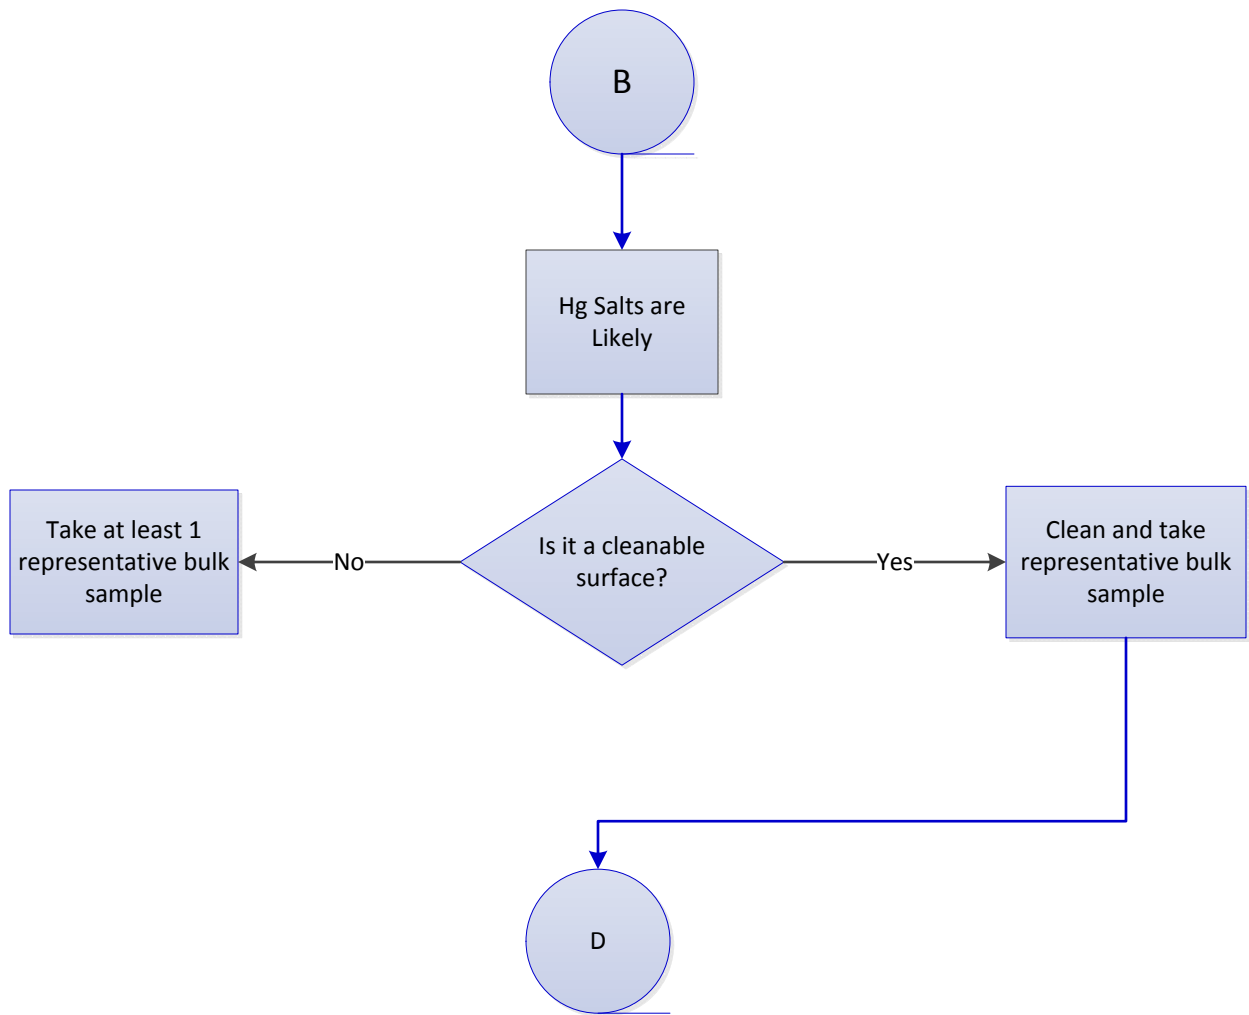 B
Hg Salts are
Likely
Is it a cleanable
surface?
No
Take at least 1
representative bulk
sample
Yes
Clean and take
representative bulk
sample
D